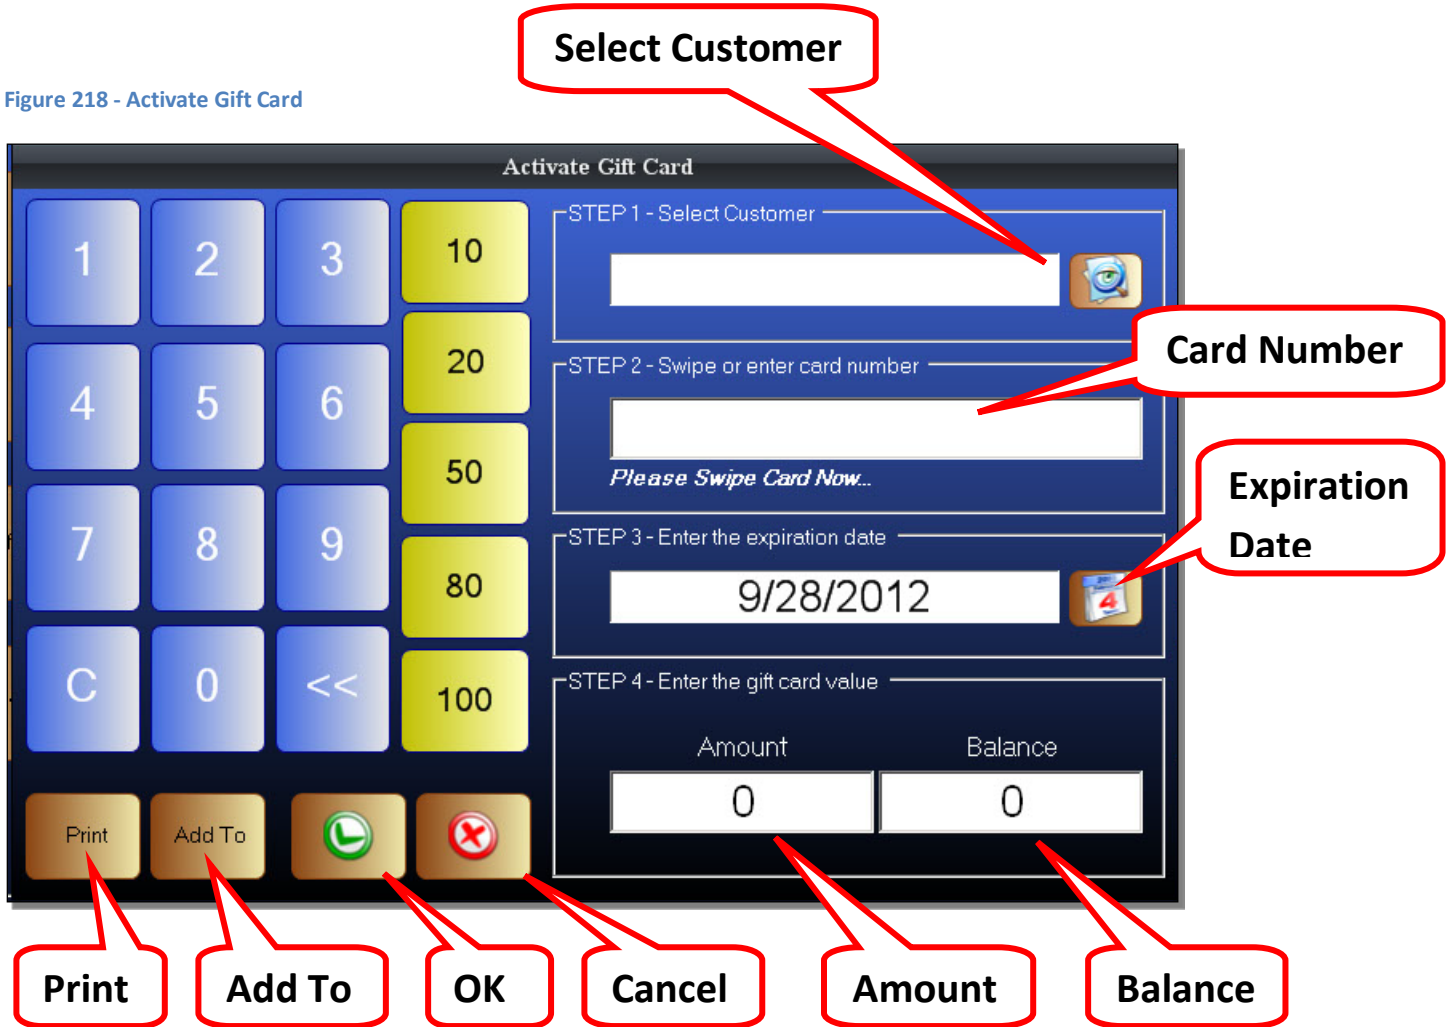 Select Customer
Figure 218 - Activate Gift Card
Activate Gift Card
1 2 3 10
4 5 6 20
7 8 9 50
C 0 << 80
100
STEP 1 - Select Customer
STEP 2 - Swipe or enter card number
Please Swipe Card Now...
STEP 3 - Enter the expiration date
9/28/2012
4
STEP 4 - Enter the gift card value
Amount Balance
0 0
Card Number
Expiration
Date
Print Add To
Print Add To OK Cancel Amount Balance